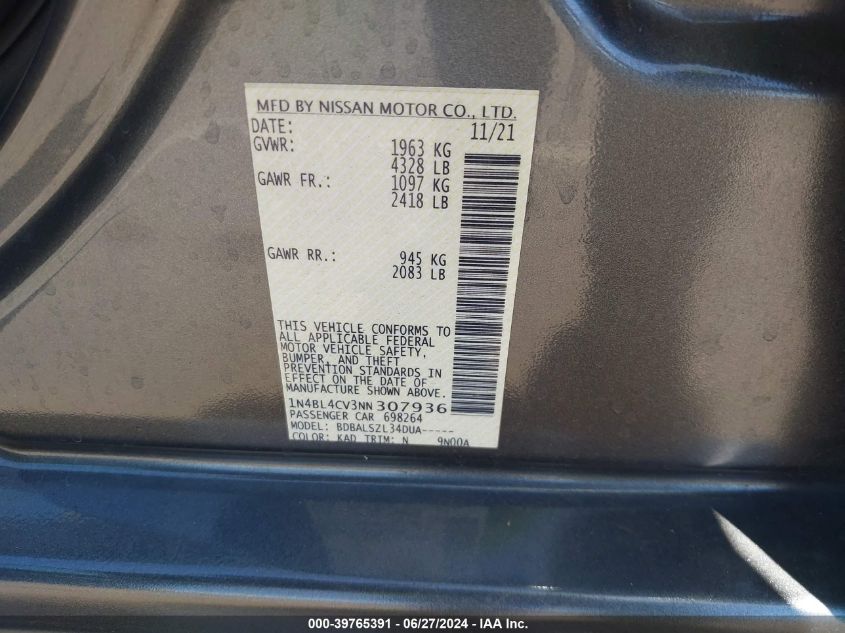 MFD BY NISSAN MOTOR CO., LTD.
DATE: 11/21
GVWR: 1963 KG
4328 LB
GAWR FR.: 1097 KG
2418 LB
GAWR RR.: 945 KG
2083 LB
THIS VEHICLE CONFORMS TO
ALL APPLICABLE FEDERAL
MOTOR VEHICLE SAFETY,
BUMPER, AND THEFT
PREVENTION STANDARDS IN
EFFECT ON THE DATE OF
MANUFACTURE SHOWN ABOVE.
1N4BL4CV3NN307936
PASSENGER CAR 698264
MODEL: BDBALSZL34DUA-----
COLOR: KAD TRIM: N 9N00A
000-39765391 / 06/27/2024 - IAA Inc.